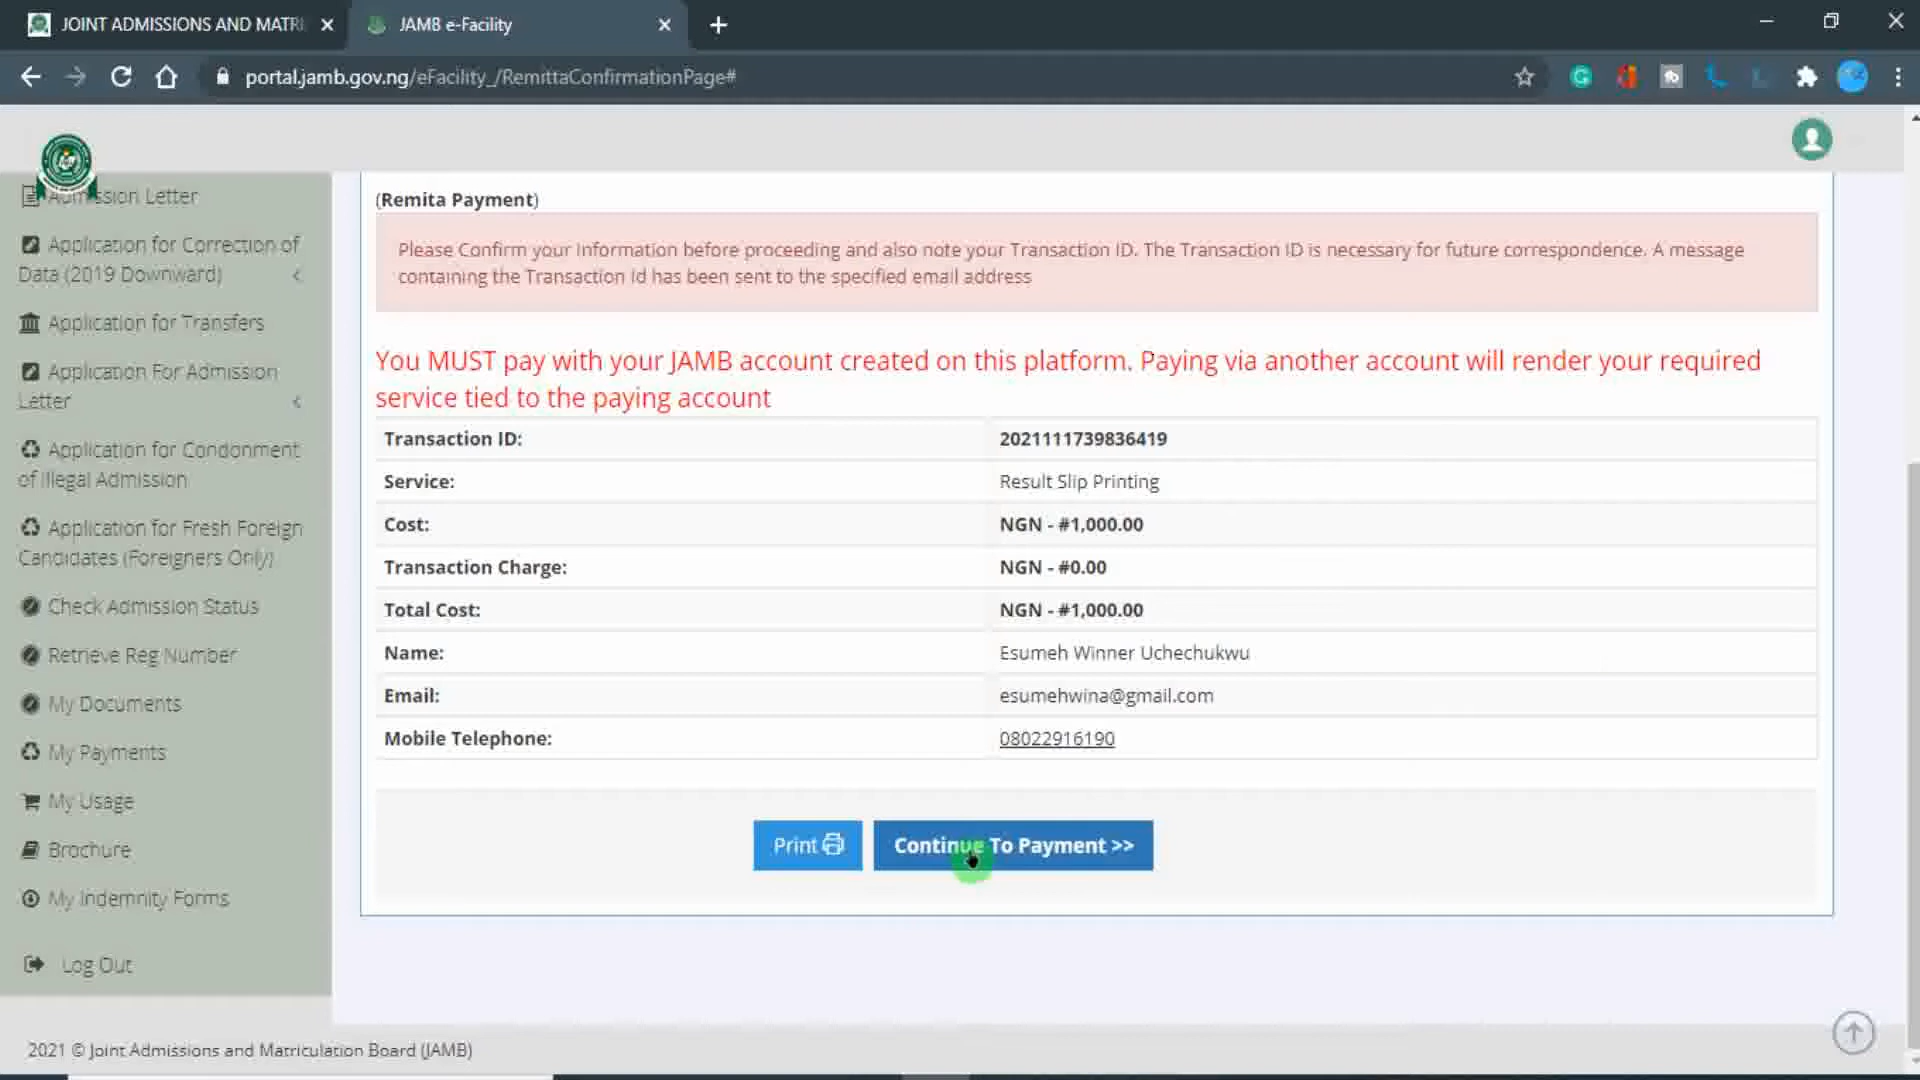 JOINT ADMISSIONS AND MATRI
JAMB e-Facility
portal.jamb.gov.ng/eFacility_/RemittaConfirmationPage#
Admission Letter
Application for Correction of
Data (2019 Downward)
Application for Transfers
Application For Admission
Letter
Application for Condonment
of Illegal Admission
Application for Fresh Foreign
Candidates (Foreigners Only)
Check Admission Status
Retrieve Reg Number
My Documents
My Payments
My Usage
Brochure
My Indemnity Forms
Log Out
(Remita Payment)
Please Confirm your Information before proceeding and also note your Transaction ID. The Transaction ID is necessary for future correspondence. A message
containing the Transaction Id has been sent to the specified email address
You MUST pay with your JAMB account created on this platform. Paying via another account will render your required
service tied to the paying account
Transaction ID: 2021111739836419
Service: Result Slip Printing
Cost: NGN - #1,000.00
Transaction Charge: NGN - #0.00
Total Cost: NGN - #1,000.00
Name: Esumeh Winner Uchechukwu
Email: esumehwina@gmail.com
Mobile Telephone: 08022916190
Print
Continue To Payment >>
2021 © Joint Admissions and Matriculation Board (JAMB)